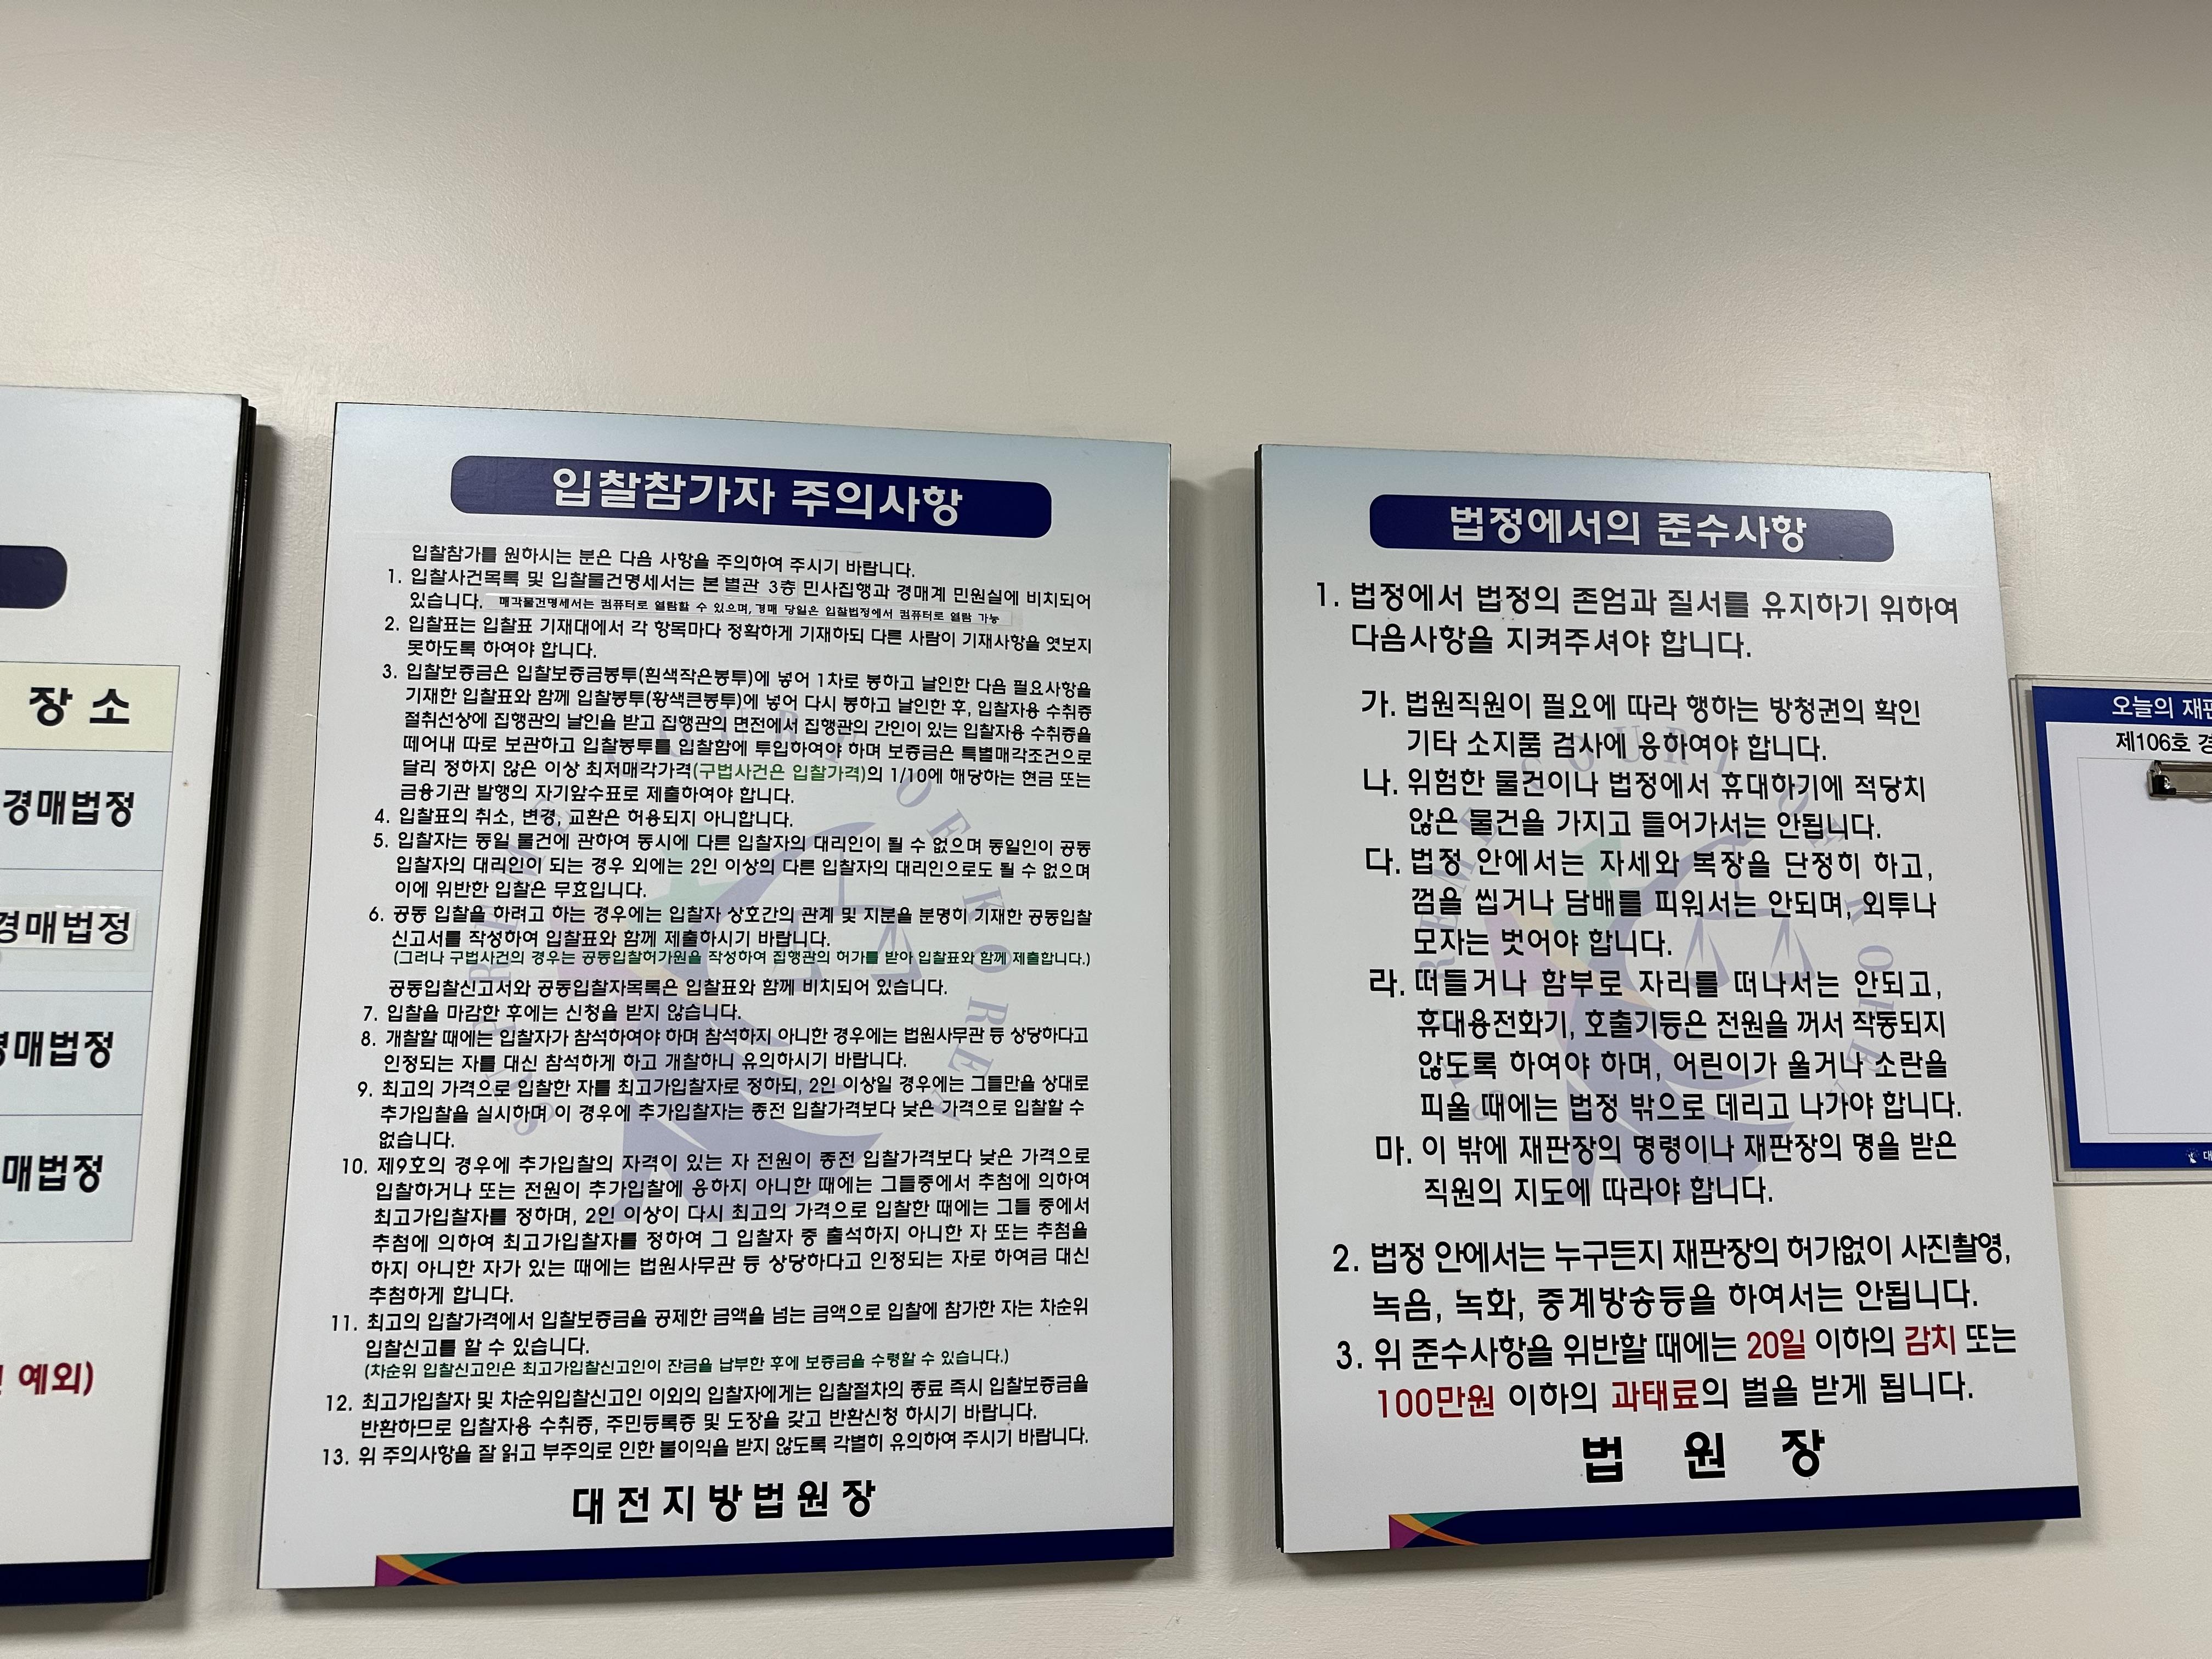 장 소
경매법정
경매법정
경매법정
매법정
예외)
입찰참가자 주의사항
입찰참가를 원하시는 분은 다음 사항을 주의하여 주시기 바랍니다.
1. 입찰사건목록 및 입찰물건명세서는 본 별관 3층 민사집행과 경매계 민원실에 비치되어
있습니다. 매각물건명세서는 컴퓨터로 열람할 수 있으며, 경매 당일은 입찰법정에서 컴퓨터로 열람 가능
2. 입찰표는 입찰표 기재대에서 각 항목마다 정확하게 기재하되 다른 사람이 기재사항을 엿보지
못하도록 하여야 합니다.
3. 입찰보증금은 입찰보증금봉투(흰색작은봉투)에 넣어 1차로 봉하고 날인한 다음 필요사항을
기재한 입찰표와 함께 입찰봉투(황색큰봉투)에 넣어 다시 봉하고 날인한 후, 입찰자용 수취증
절취선상에 집행관의 날인을 받고 집행관의 면전에서 집행관의 간인이 있는 입찰자용 수취증을
떼어내 따로 보관하고 입찰봉투를 입찰함에 투입하여야 하며 보증금은 특별매각조건으로
달리 정하지 않은 이상 최저매각가격(구법사건은 입찰가격)의 1/10에 해당하는 현금 또는
금융기관 발행의 자기앞수표로 제출하여야 합니다.
4. 입찰표의 취소, 변경, 교환은 허용되지 아니합니다.
5. 입찰자는 동일 물건에 관하여 동시에 다른 입찰자의 대리인이 될 수 없으며 동일인이 공동
입찰자의 대리인이 되는 경우 외에는 2인 이상의 다른 입찰자의 대리인으로도 될 수 없으며
이에 위반한 입찰은 무효입니다.
6. 공동 입찰을 하려고 하는 경우에는 입찰자 상호간의 관계 및 지분을 분명히 기재한 공동입찰
신고서를 작성하여 입찰표와 함께 제출하시기 바랍니다.
(그러나 구법사건의 경우는 공동입찰허가원을 작성하여 집행관의 허가를 받아 입찰표와 함께 제출합니다.)
공동입찰신고서와 공동입찰자목록은 입찰표와 함께 비치되어 있습니다.
7. 입찰을 마감한 후에는 신청을 받지 않습니다.
8. 개찰할 때에는 입찰자가 참석하여야 하며 참석하지 아니한 경우에는 법원사무관 등 상당하다고
인정되는 자를 대신 참석하게 하고 개찰하니 유의하시기 바랍니다.
9. 최고의 가격으로 입찰한 자를 최고가입찰자로 정하되, 2인 이상일 경우에는 그들만을 상대로
추가입찰을 실시하며 이 경우에 추가입찰자는 종전 입찰가격보다 낮은 가격으로 입찰할 수
없습니다.
10. 제9호의 경우에 추가입찰의 자격이 있는 자 전원이 종전 입찰가격보다 낮은 가격으로
입찰하거나 또는 전원이 추가입찰에 응하지 아니한 때에는 그들중에서 추첨에 의하여
최고가입찰자를 정하며, 2인 이상이 다시 최고의 가격으로 입찰한 때에는 그들 중에서
추첨에 의하여 최고가입찰자를 정하여 그 입찰자 중 출석하지 아니한 자 또는 추첨을
하지 아니한 자가 있는 때에는 법원사무관 등 상당하다고 인정되는 자로 하여금 대신
추첨하게 합니다.
11. 최고의 입찰가격에서 입찰보증금을 공제한 금액을 넘는 금액으로 입찰에 참가한 자는 차순위
입찰신고를 할 수 있습니다.
(차순위 입찰신고인은 최고가입찰신고인이 잔금을 납부한 후에 보증금을 수령할 수 있습니다.)
12. 최고가입찰자 및 차순위입찰신고인 이외의 입찰자에게는 입찰절차의 종료 즉시 입찰보증금을
반환하므로 입찰자용 수취증, 주민등록증 및 도장을 갖고 반환신청 하시기 바랍니다.
13. 위 주의사항을 잘 읽고 부주의로 인한 불이익을 받지 않도록 각별히 유의하여 주시기 바랍니다.
대전지방법원장
SUPREME COURT OF KOREA
법정에서의 준수사항
1. 법정에서 법정의 존엄과 질서를 유지하기 위하여
다음사항을 지켜주셔야 합니다.
가. 법원직원이 필요에 따라 행하는 방청권의 확인
기타 소지품 검사에 응하여야 합니다.
나. 위험한 물건이나 법정에서 휴대하기에 적당치
않은 물건을 가지고 들어가서는 안됩니다.
다. 법정 안에서는 자세와 복장을 단정히 하고,
껌을 씹거나 담배를 피워서는 안되며, 외투나
모자는 벗어야 합니다.
라. 떠들거나 함부로 자리를 떠나서는 안되고,
휴대용전화기, 호출기등은 전원을 꺼서 작동되지
않도록 하여야 하며, 어린이가 울거나 소란을
피울 때에는 법정 밖으로 데리고 나가야 합니다.
마. 이 밖에 재판장의 명령이나 재판장의 명을 받은
직원의 지도에 따라야 합니다.
2. 법정 안에서는 누구든지 재판장의 허가없이 사진촬영,
녹음, 녹화, 중계방송등을 하여서는 안됩니다.
3. 위 준수사항을 위반할 때에는 20일 이하의 감치 또는
100만원 이하의 과태료의 벌을 받게 됩니다.
법 원 장
SUPREME COURT OF KOREA
오늘의 재판
제106호 경